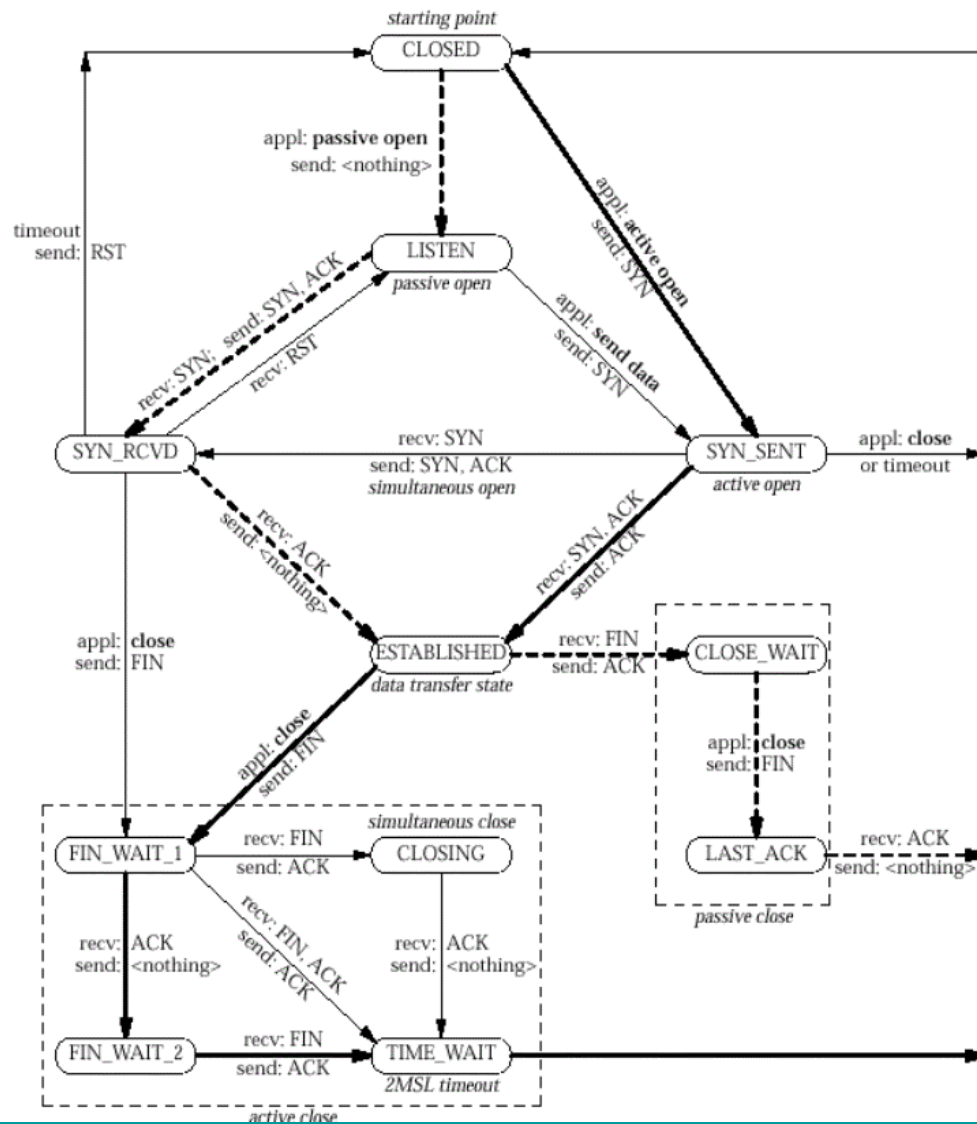 starting point
CLOSED
appl: passive open
send: <nothing>
appl: active open
send: SYN
timeout
send: RST
LISTEN
passive open
recv: SYN; send: SYN, ACK
recv: RST
appl: send data
send: SYN
SYN_RCVD
recv: SYN
send: SYN, ACK
simultaneous open
SYN_SENT
active open
appl: close
or timeout
recv: ACK
send: <nothing>
recv: SYN, ACK
send: ACK
appl: close
send: FIN
ESTABLISHED
data transfer state
recv: FIN
send: ACK
CLOSE_WAIT
appl: close
send: FIN
appl: close
send: FIN
simultaneous close
FIN_WAIT_1
recv: FIN
send: ACK
CLOSING
LAST_ACK
recv: ACK
send: <nothing>
passive close
recv: ACK
send: <nothing>
recv: FIN, ACK
send: ACK
recv: ACK
send: <nothing>
FIN_WAIT_2
recv: FIN
send: ACK
TIME_WAIT
2MSL timeout
active close